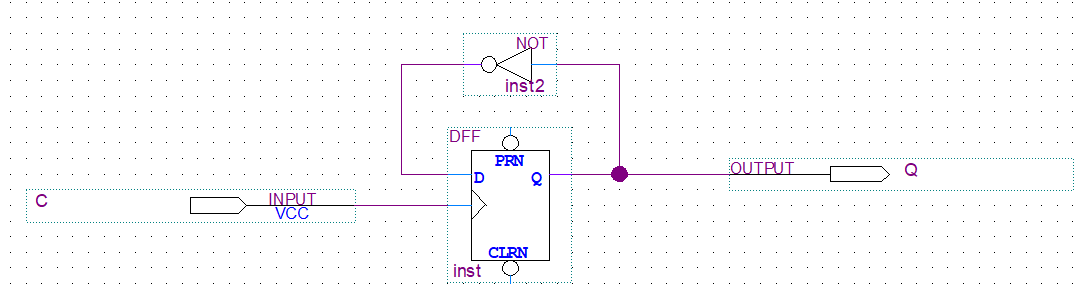 NOT
inst2
DFF
PRN
D
Q
CLRN
inst
C
INPUT
VCC
OUTPUT
Q